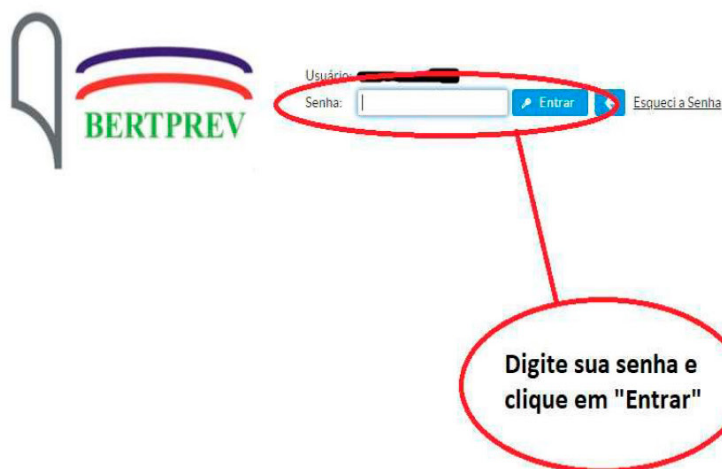 Usuário:
Senha:
Entrar
Esqueci a Senha
BERTPREV
Digite sua senha e
clique em "Entrar"